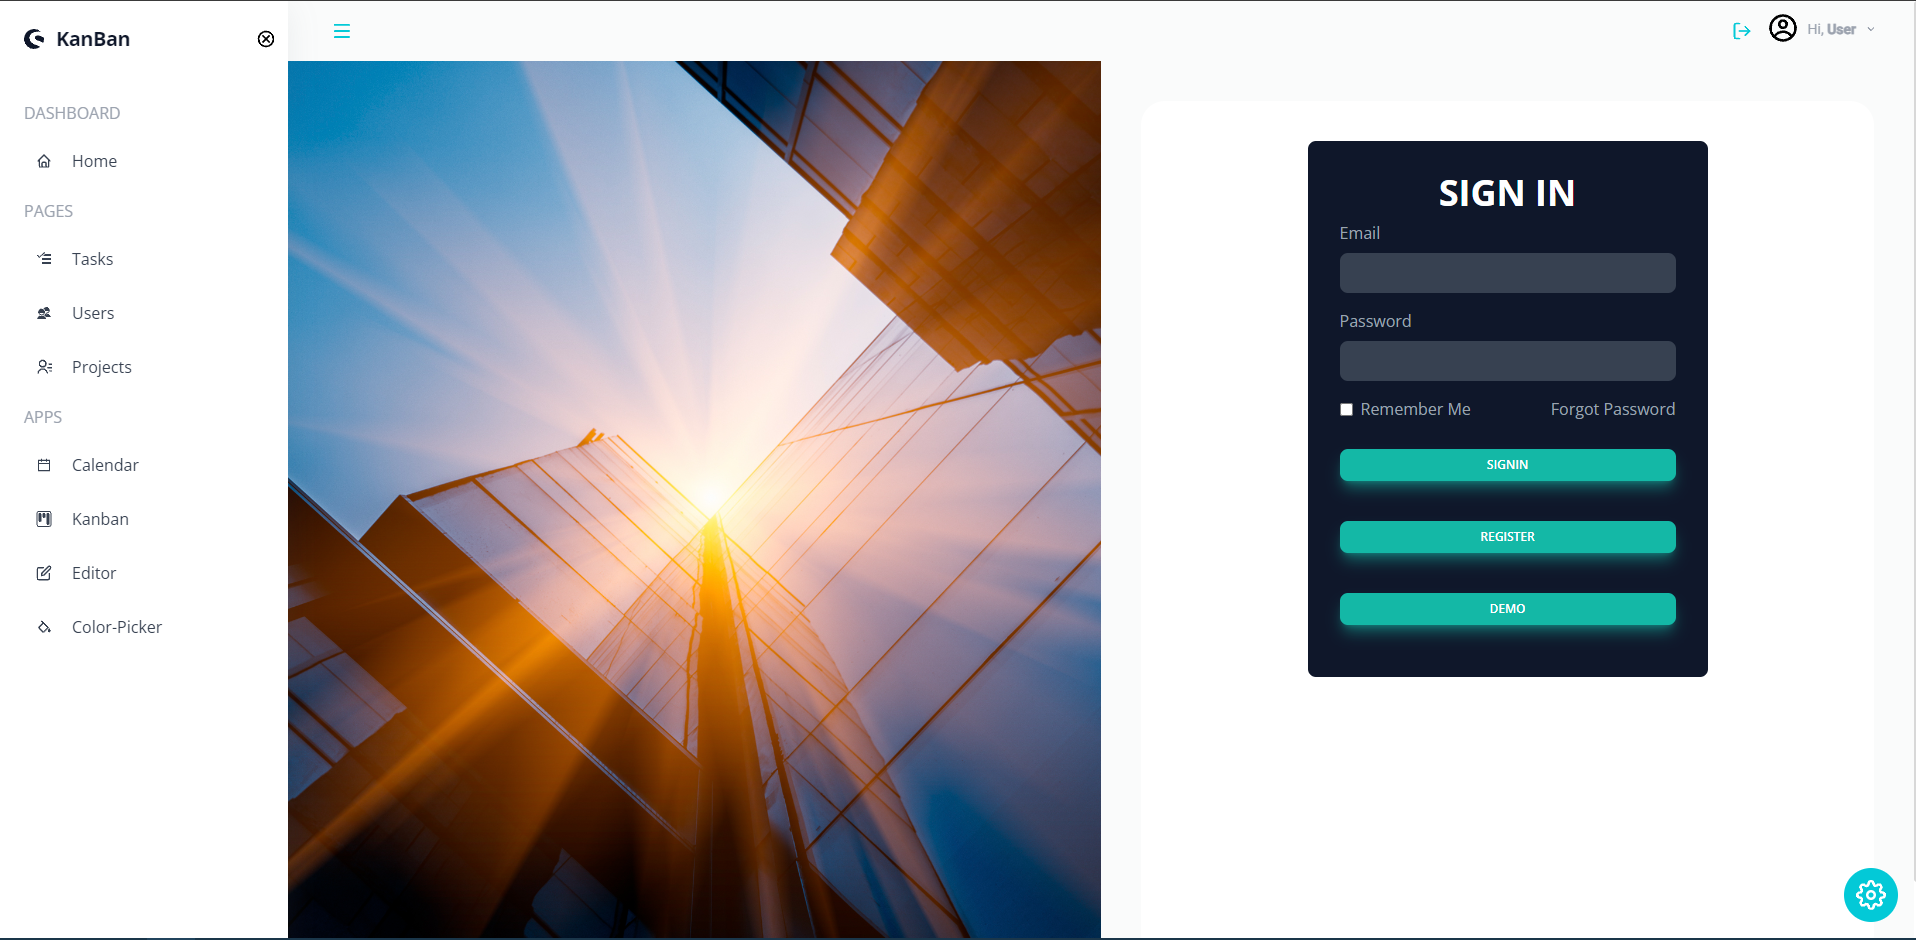 KanBan
Hi, User
DASHBOARD
Home
PAGES
Tasks
Users
Projects
APPS
Calendar
Kanban
Editor
Color-Picker
SIGN IN
Email
Password
Remember Me
Forgot Password
SIGNIN
REGISTER
DEMO